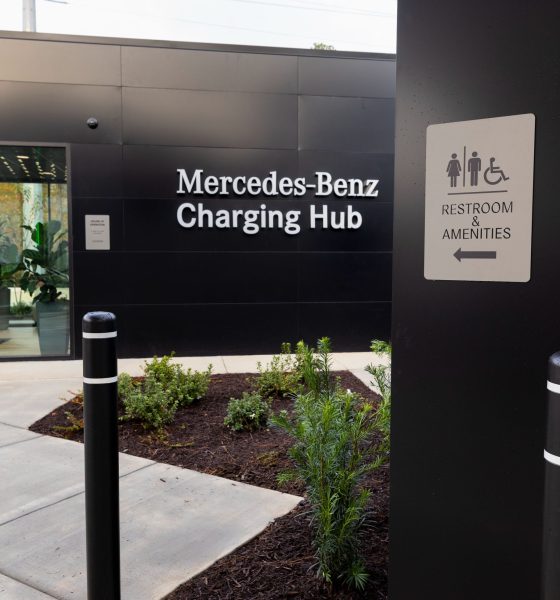 Mercedes-Benz
Charging Hub
RESTROOM
&
AMENITIES